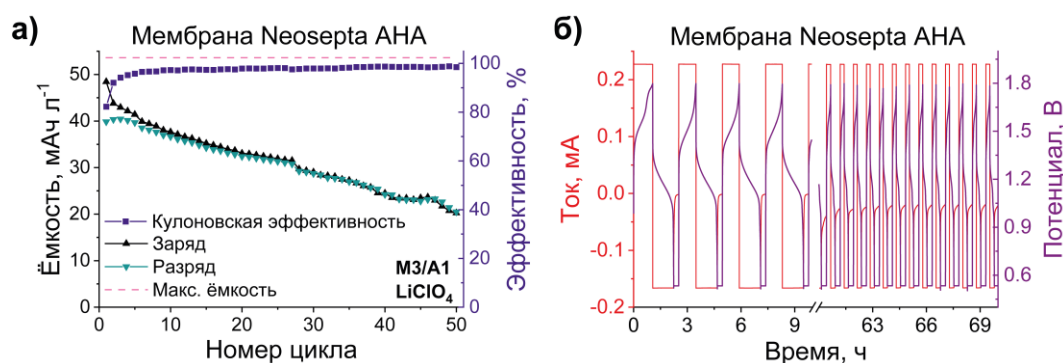 а)
Мембрана Neosepta AHA
Ёмкость, мАч л⁻¹
50
40
30
20
10
0
100
80
60
40
20
0
Эффективность, %
Кулоновская эффективность
Заряд
Разряд
Макс. ёмкость
M3/A1
LiClO₄
0 10 20 30 40 50
Номер цикла
б)
Мембрана Neosepta AHA
Ток, мА
0.2
0.1
0.0
-0.1
-0.2
1.8
1.5
1.2
0.9
0.6
Потенциал, В
0 3 6 9 63 66 69
Время, ч